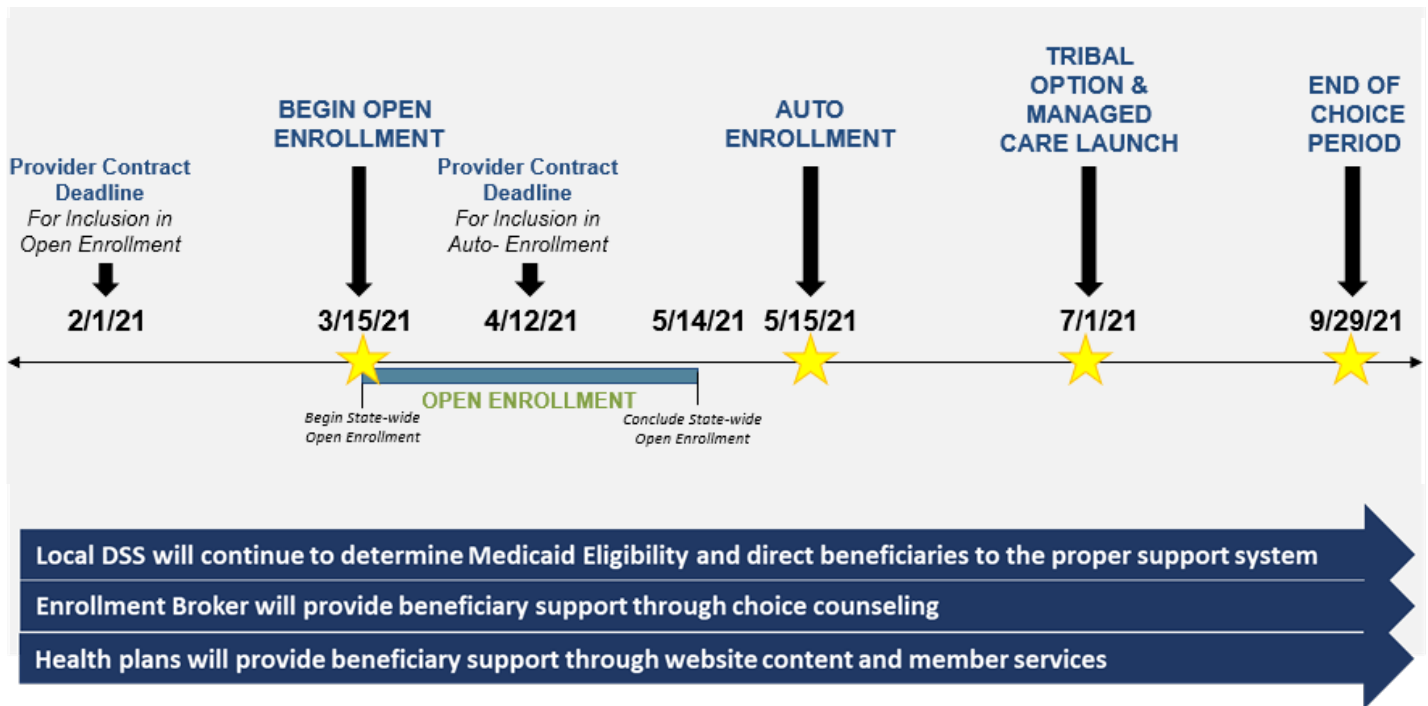 Provider Contract
Deadline
For Inclusion in
Open Enrollment
2/1/21
BEGIN OPEN
ENROLLMENT
3/15/21
Provider Contract
Deadline
For Inclusion in
Auto- Enrollment
4/12/21
5/14/21
AUTO
ENROLLMENT
5/15/21
TRIBAL
OPTION &
MANAGED
CARE LAUNCH
7/1/21
END OF
CHOICE
PERIOD
9/29/21
OPEN ENROLLMENT
Begin State-wide
Open Enrollment
Conclude State-wide
Open Enrollment
Local DSS will continue to determine Medicaid Eligibility and direct beneficiaries to the proper support system
Enrollment Broker will provide beneficiary support through choice counseling
Health plans will provide beneficiary support through website content and member services